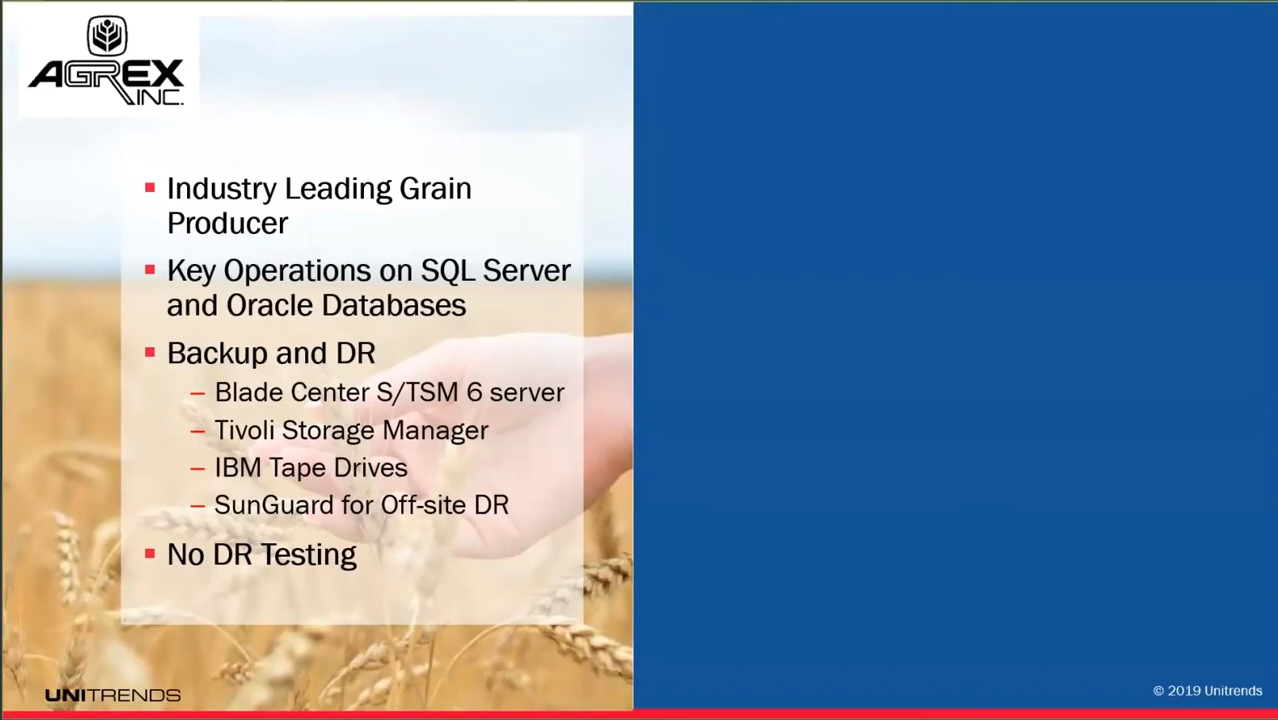 AGREX
INC.
▪ Industry Leading Grain
Producer
▪ Key Operations on SQL Server
and Oracle Databases
▪ Backup and DR
– Blade Center S/TSM 6 server
– Tivoli Storage Manager
– IBM Tape Drives
– SunGuard for Off-site DR
▪ No DR Testing
UNITRENDS
© 2019 Unitrends